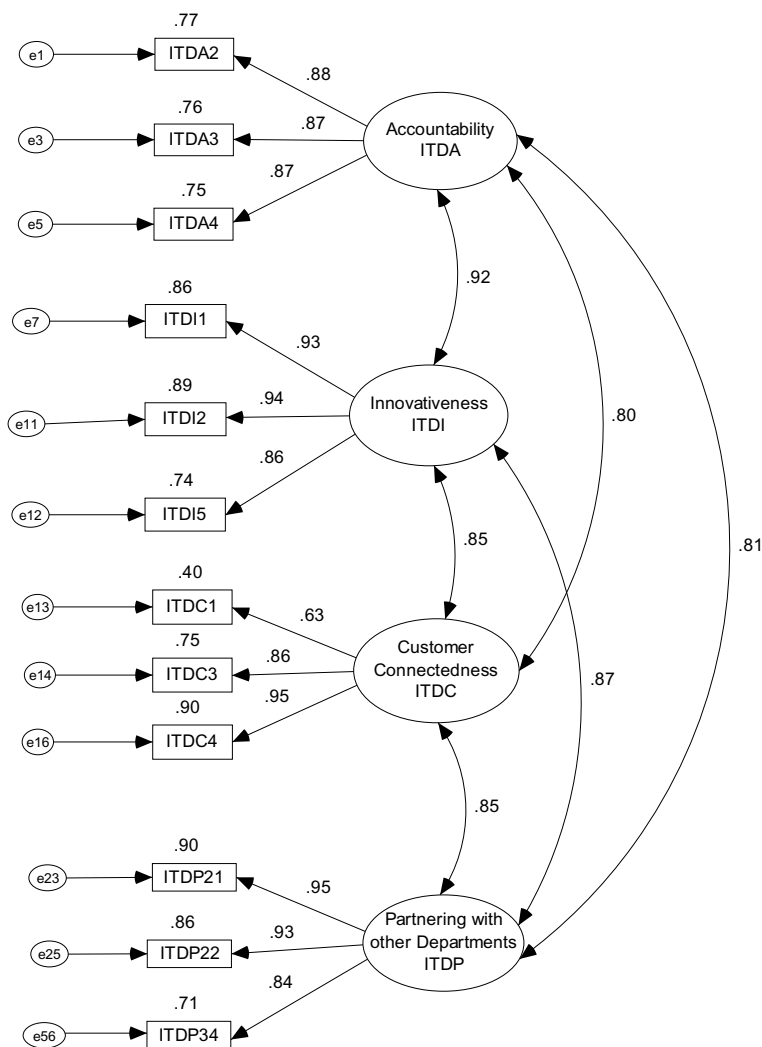 .77
e1
ITDA2
.88
.76
e3
ITDA3
.87
Accountability
ITDA
.87
.75
e5
ITDA4
.92
.86
e7
ITDI1
.93
.89
e11
ITDI2
.94
Innovativeness
ITDI
.80
.86
.74
e12
ITDI5
.85
.81
.40
e13
ITDC1
.63
.75
e14
ITDC3
.86
Customer
Connectedness
ITDC
.87
.95
.90
e16
ITDC4
.85
.90
e23
ITDP21
.95
.86
e25
ITDP22
.93
Partnering with
other Departments
ITDP
.84
.71
e56
ITDP34